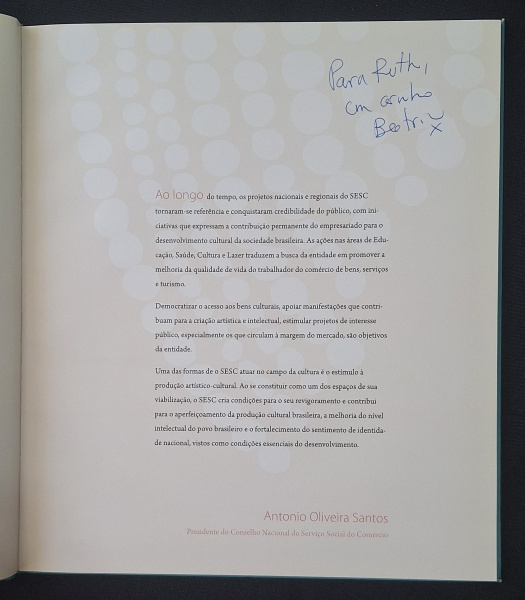 Para Ruth,
com carinho
Beatriz
x
Ao longo do tempo, os projetos nacionais e regionais do SESC
tornaram-se referência e conquistaram credibilidade do público, com ini-
ciativas que expressam a contribuição permanente do empresariado para o
desenvolvimento cultural da sociedade brasileira. As ações nas áreas de Edu-
cação, Saúde, Cultura e Lazer traduzem a busca da entidade em promover a
melhoria da qualidade de vida do trabalhador do comércio de bens, serviços
e turismo.
Democratizar o acesso aos bens culturais, apoiar manifestações que contri-
buam para a criação artística e intelectual, estimular projetos de interesse
público, especialmente os que circulam à margem do mercado, são objetivos
da entidade.
Uma das formas de o SESC atuar no campo da cultura é o estímulo à
produção artístico-cultural. Ao se constituir como um dos espaços de sua
viabilização, o SESC cria condições para o seu revigoramento e contribui
para o aperfeiçoamento da produção cultural brasileira, a melhoria do nível
intelectual do povo brasileiro e o fortalecimento do sentimento de identida-
de nacional, vistos como condições essenciais do desenvolvimento.
Antonio Oliveira Santos
Presidente do Conselho Nacional do Serviço Social do Comércio